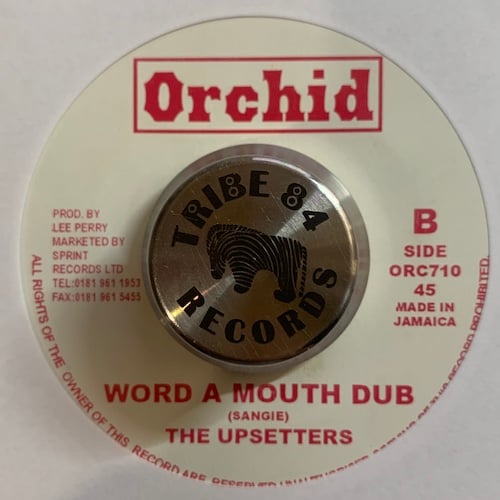 Orchid
TRIBE 84
RECORDS
PROD. BY
LEE PERRY
MARKETED BY
SPRINT
RECORDS LTD
TEL:0181 961 1953
FAX:0181 961 5455
B
SIDE
ORC710
45
MADE IN
JAMAICA
WORD A MOUTH DUB
(SANGIE)
THE UPSETTERS
ALL RIGHTS OF THE OWNER OF THIS RECORD ARE RESERVED
RECORD PROHIBITED